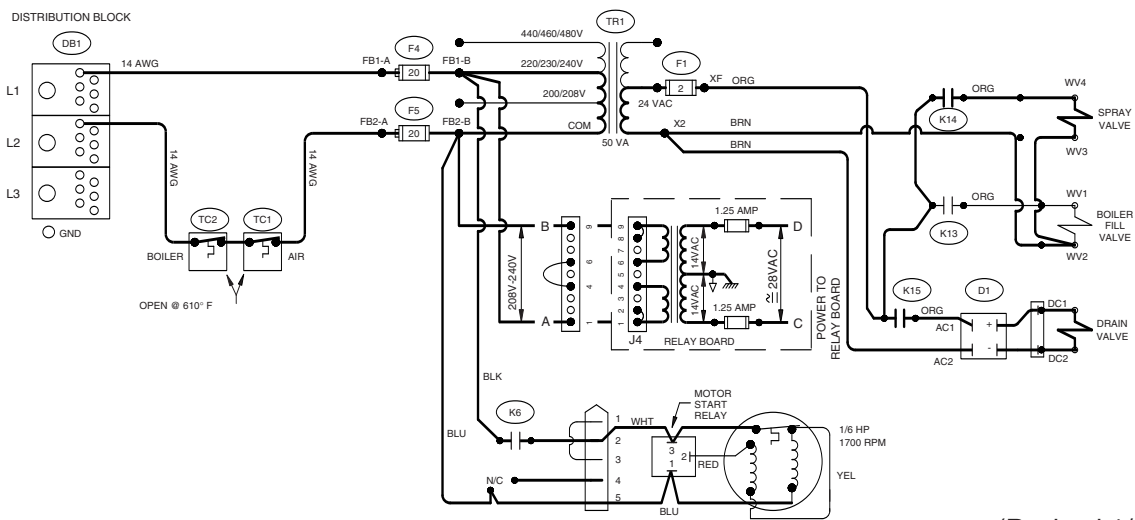 DISTRIBUTION BLOCK
DB1
L1
L2
L3
GND
14 AWG
14 AWG
14 AWG
TC2
TC1
BOILER
AIR
OPEN @ 610° F
FB1-A
F4
20
FB1-B
FB2-A
F5
20
FB2-B
440/460/480V
220/230/240V
200/208V
COM
TR1
50 VA
24 VAC
F1
2
XF
ORG
X2
BRN
BRN
ORG
K14
WV4
SPRAY
VALVE
WV3
ORG
K13
WV1
BOILER
FILL
VALVE
WV2
K15
ORG
AC1
AC2
D1
+
-
DC1
DC2
DRAIN
VALVE
B
A
208V-240V
9
6
4
1
9
8
7
6
5
4
3
2
1
J4
1.25 AMP
1.25 AMP
14VAC
14VAC
≈28VAC
D
C
RELAY BOARD
POWER TO
RELAY BOARD
BLK
BLU
K6
N/C
1
2
3
4
5
WHT
MOTOR
START
RELAY
3
2
1
RED
BLU
1/6 HP
1700 RPM
YEL